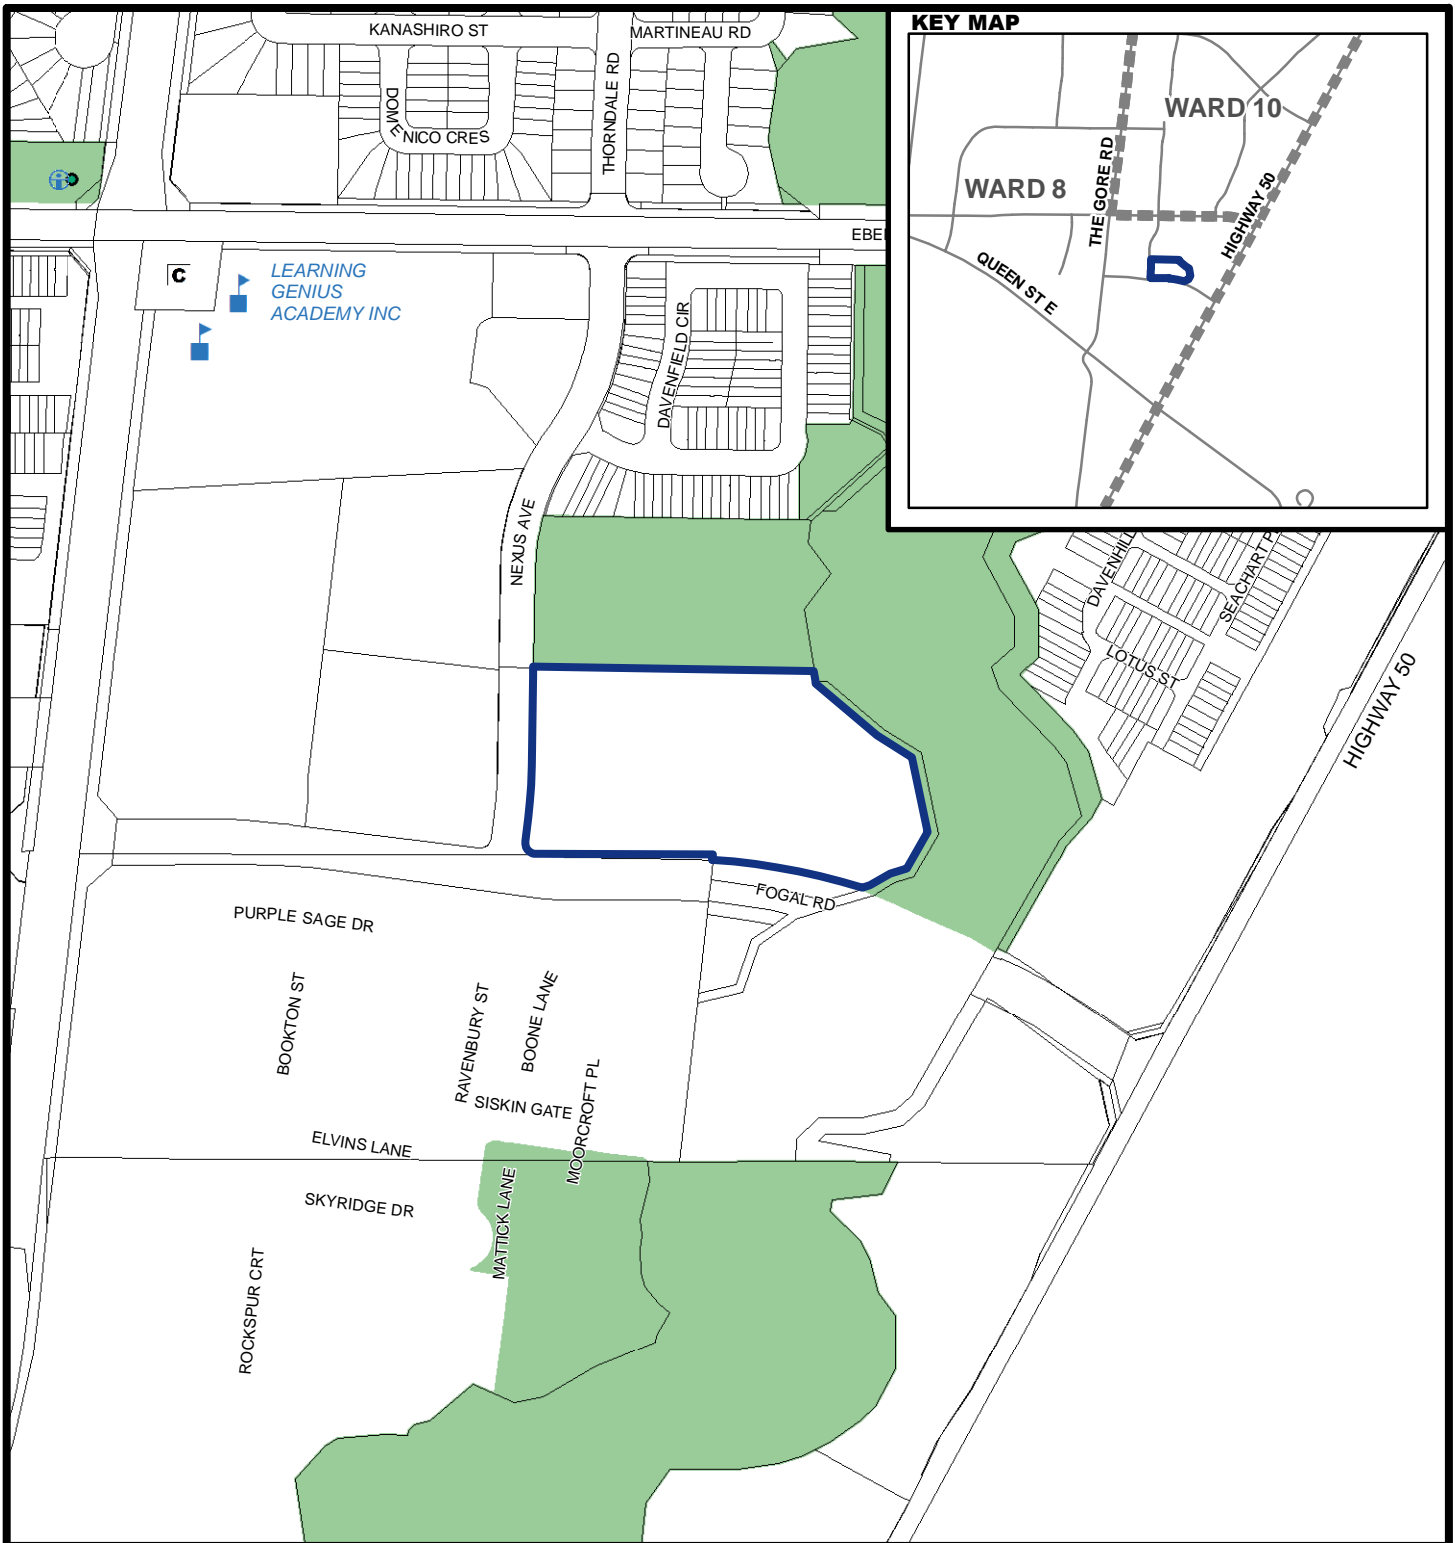 KANASHIRO ST
MARTINEAU RD
THORNDALE RD
DOMENICO CRES
EBE
C
LEARNING
GENIUS
ACADEMY INC
DAVENFIELD CIR
NEXUS AVE
KEY MAP
WARD 10
WARD 8
THE GORE RD
HIGHWAY 50
QUEEN ST E
DAVENHILL
SEACHART P
LOTUS ST
HIGHWAY 50
FOGAL RD
PURPLE SAGE DR
BOOKTON ST
RAVENBURY ST
BOONE LANE
MOORCROFT PL
SISKIN GATE
ELVINS LANE
MATTICK LANE
SKYRIDGE DR
ROCKSPUR CRT